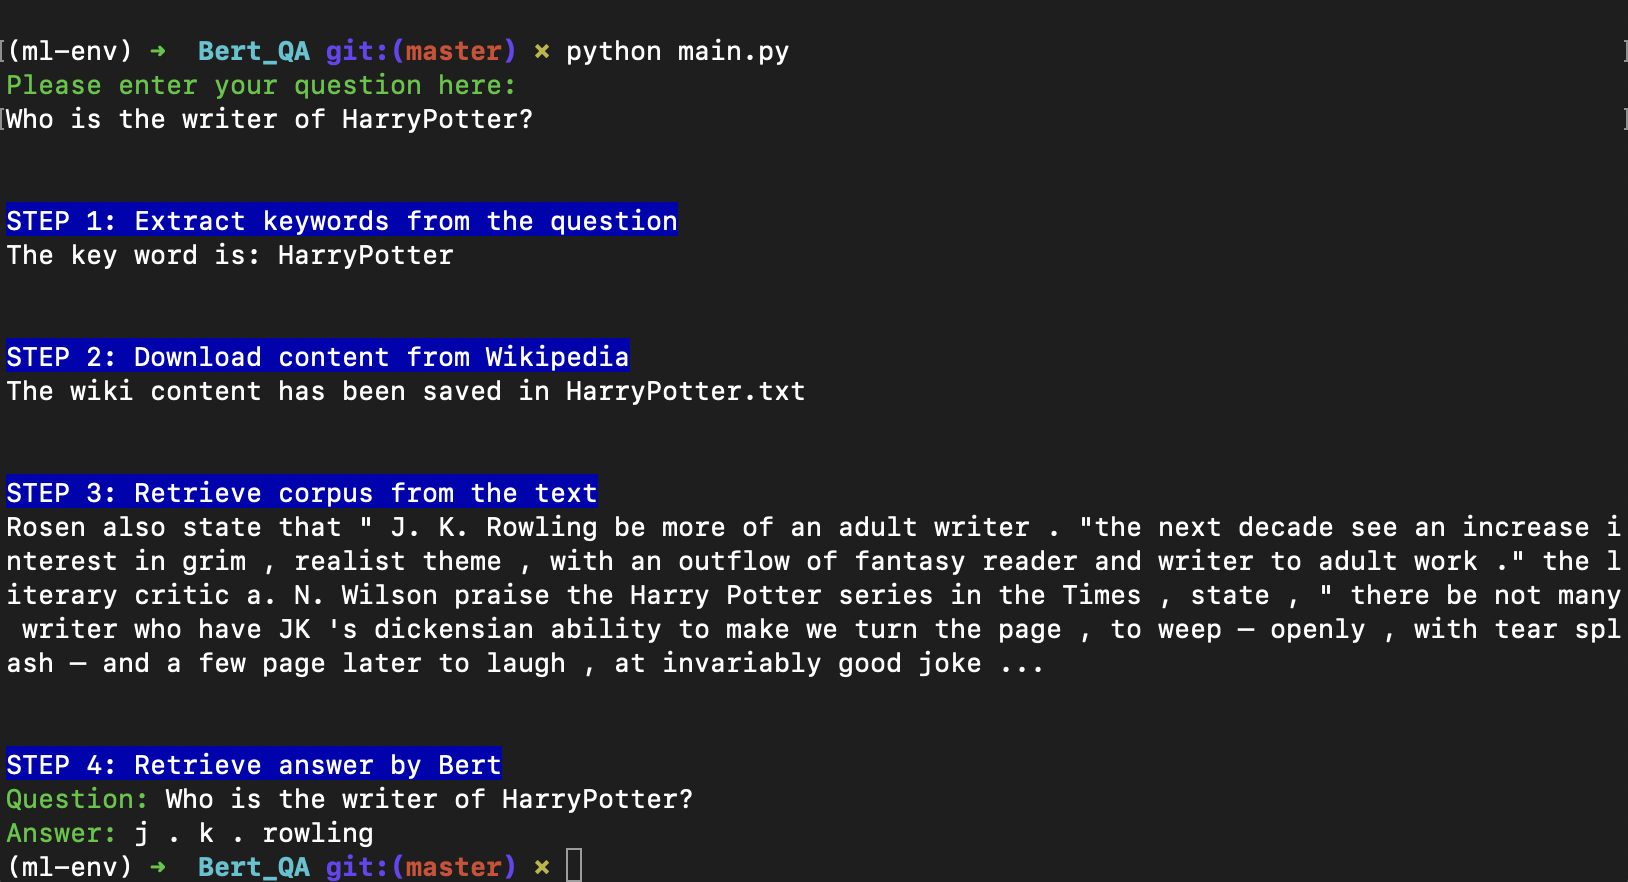 (ml-env) ➜  Bert_QA git:(master) ✗ python main.py
Please enter your question here:
Who is the writer of HarryPotter?
STEP 1: Extract keywords from the question
The key word is: HarryPotter
STEP 2: Download content from Wikipedia
The wiki content has been saved in HarryPotter.txt
STEP 3: Retrieve corpus from the text
Rosen also state that " J. K. Rowling be more of an adult writer . "the next decade see an increase i
nterest in grim , realist theme , with an outflow of fantasy reader and writer to adult work ." the l
iterary critic a. N. Wilson praise the Harry Potter series in the Times , state , " there be not many
 writer who have JK 's dickensian ability to make we turn the page , to weep — openly , with tear spl
ash — and a few page later to laugh , at invariably good joke ...
STEP 4: Retrieve answer by Bert
Question: Who is the writer of HarryPotter?
Answer: j . k . rowling
(ml-env) ➜  Bert_QA git:(master) ✗